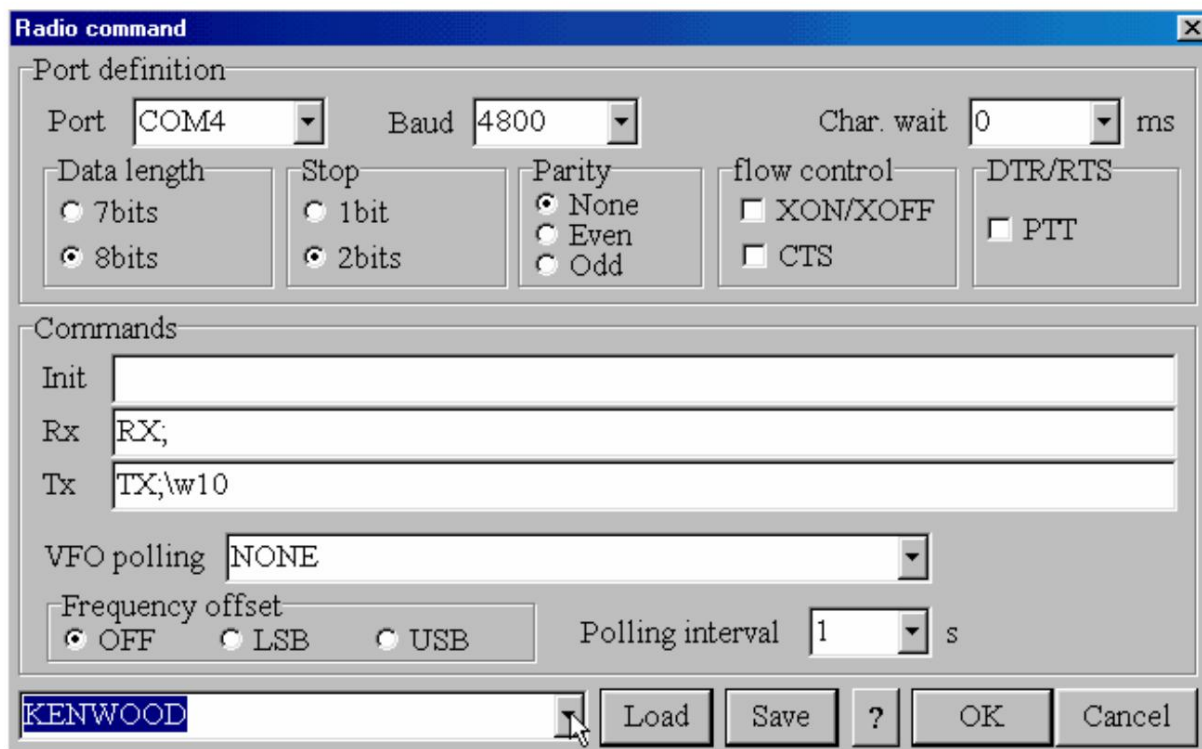 Radio command
Port definition
Port COM4 Baud 4800 Char. wait 0 ms
Data length Stop Parity flow control DTR/RTS
7bits 1bit None XON/XOFF PTT
8bits 2bits Even CTS
Odd
Commands
Init
Rx RX;
Tx TX;\w10
VFO polling NONE
Frequency offset
OFF LSB USB Polling interval 1 s
KENWOOD Load Save ? OK Cancel